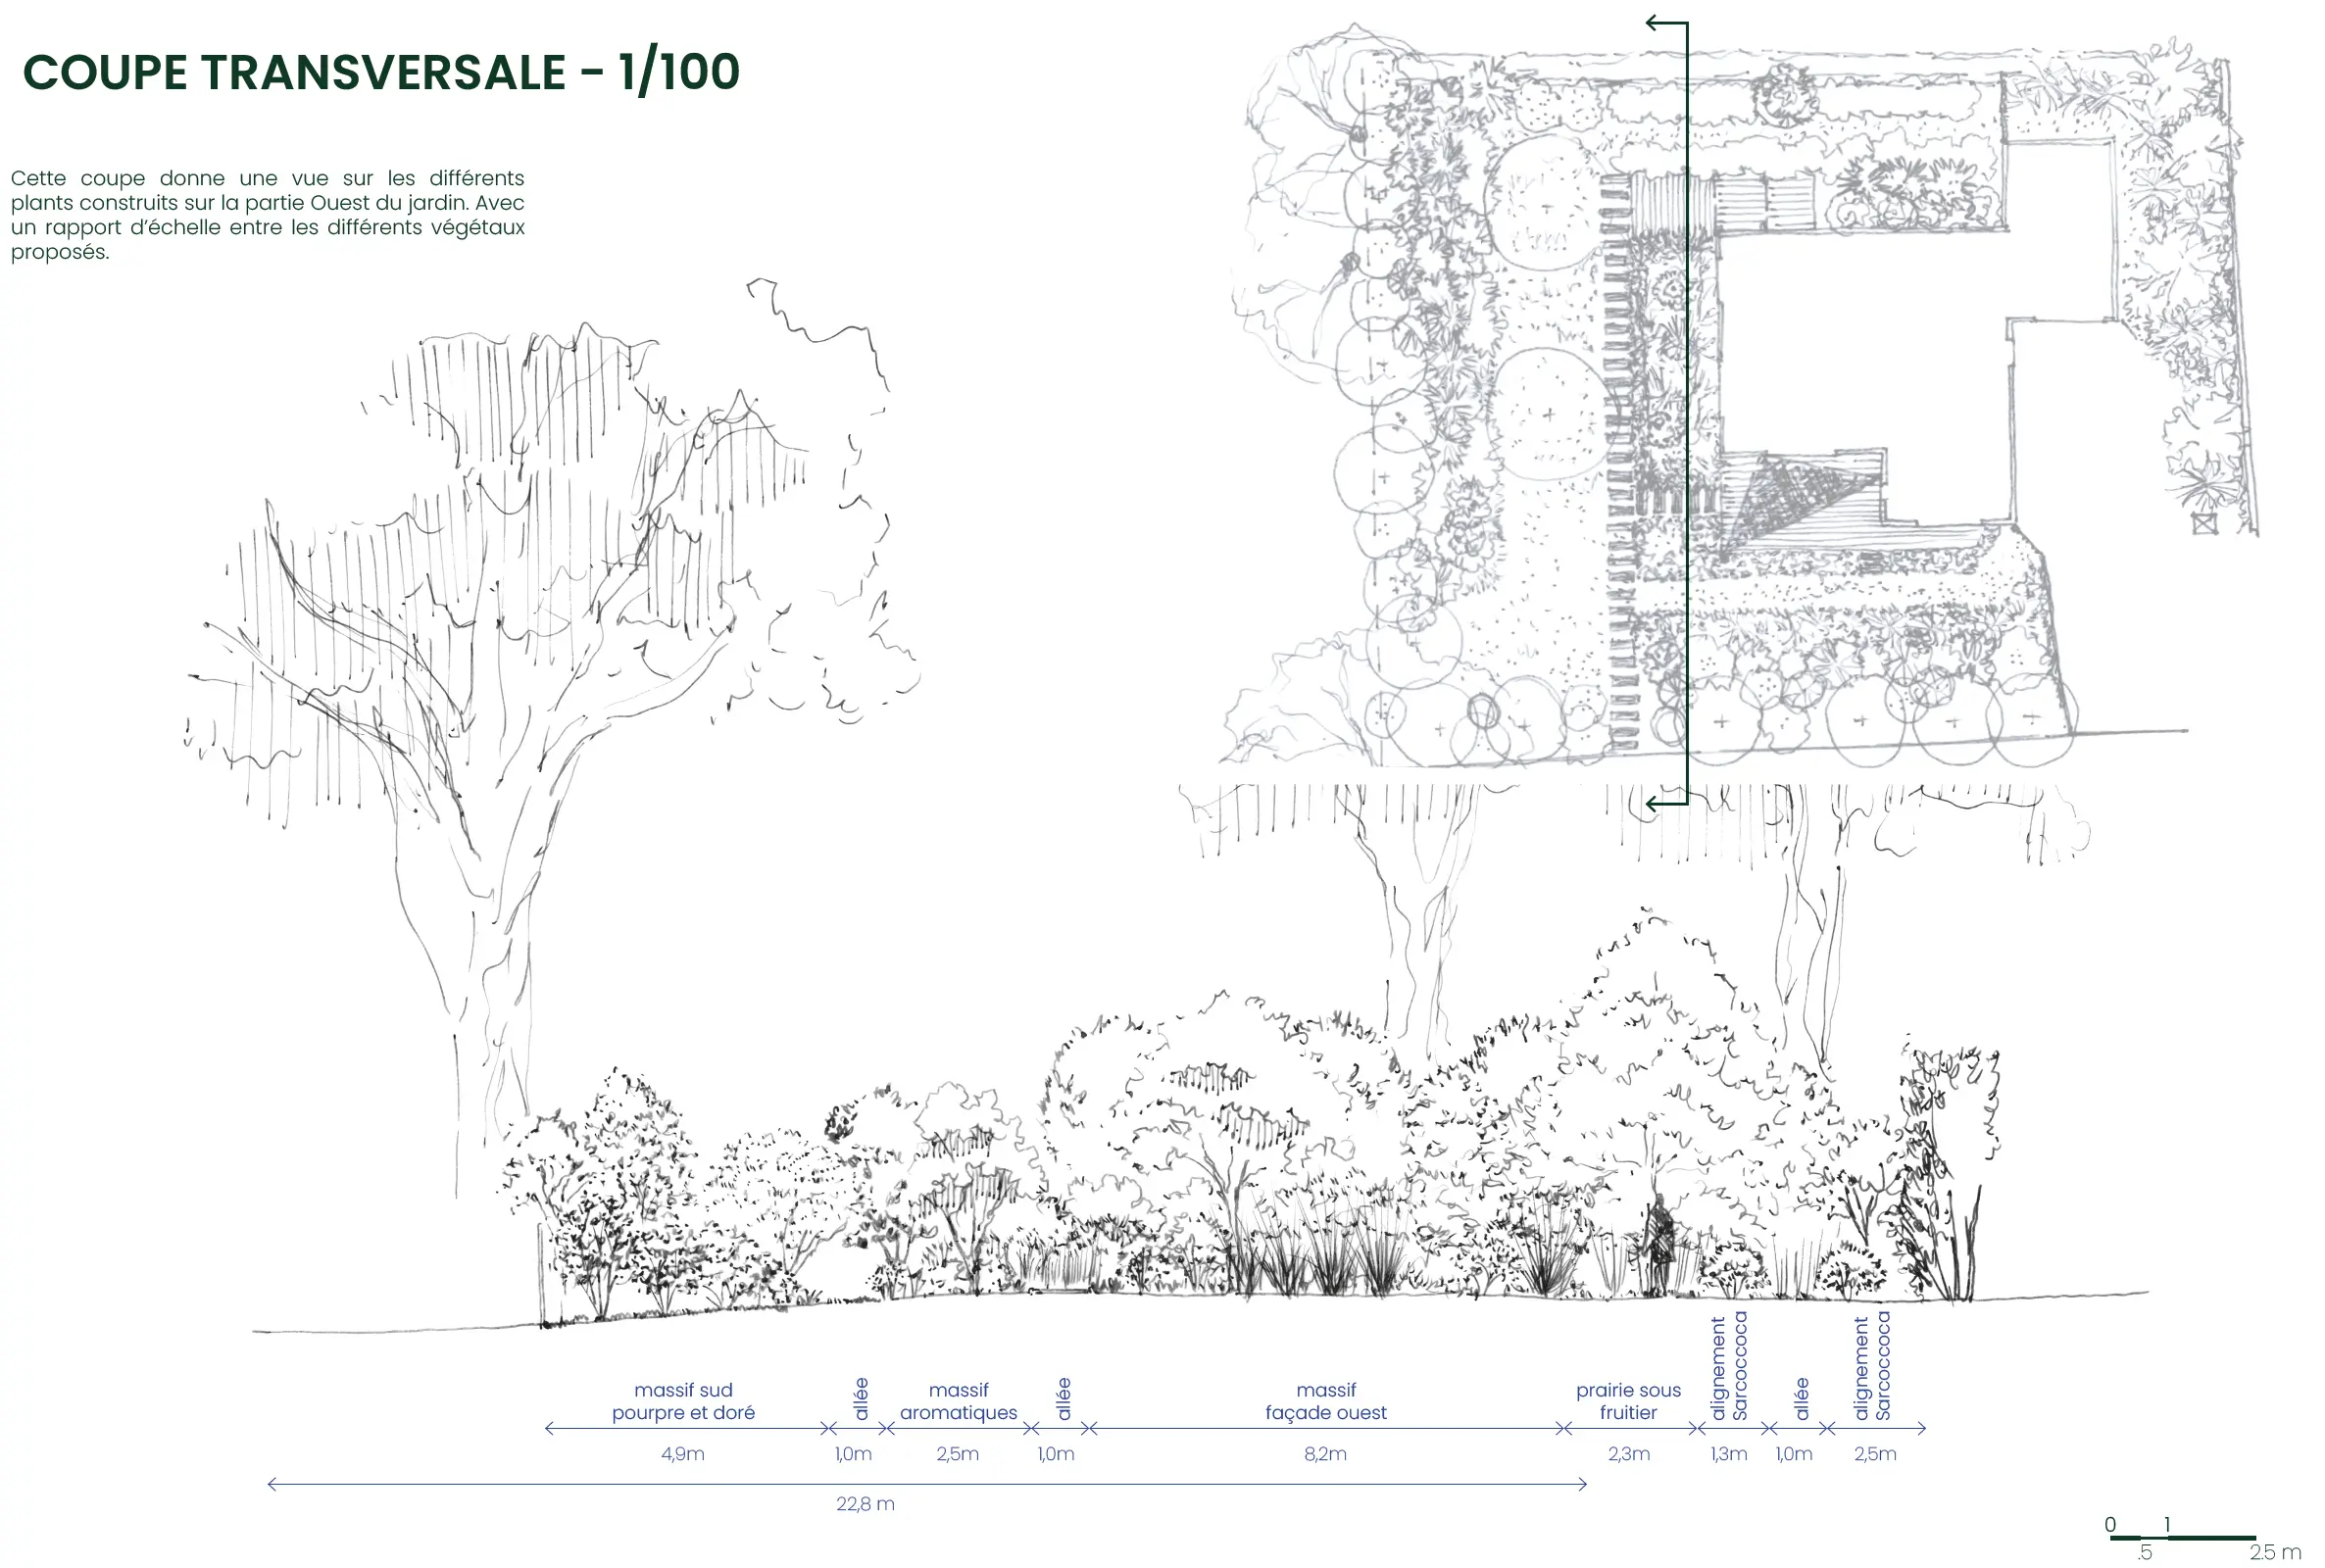 COUPE TRANSVERSALE - 1/100
Cette coupe donne une vue sur les différents
plants construits sur la partie Ouest du jardin. Avec
un rapport d’échelle entre les différents végétaux
proposés.
massif sud
pourpre et doré
allée
massif
aromatiques
allée
massif
façade ouest
prairie sous
fruitier
alignement
Sarcoccoca
allée
alignement
Sarcoccoca
4,9m
1,0m
2,5m
1,0m
8,2m
2,3m
1,3m
1,0m
2,5m
22,8 m
0 1
.5 2.5 m